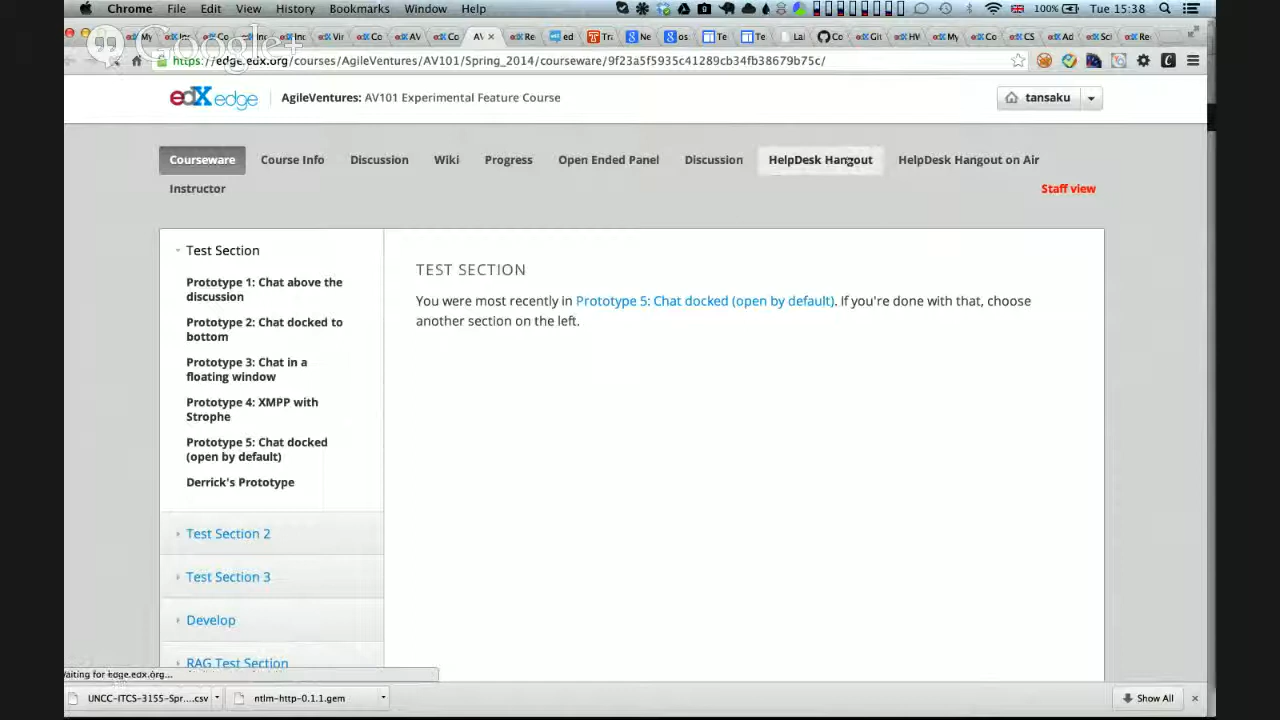 Chrome File Edit View History Bookmarks Window Help 100% Tue 15:38
Google+
https://edge.edx.org/courses/AgileVentures/AV101/Spring_2014/courseware/9f23a5f5935c41289cb34fb38679b75c/
edX edge AgileVentures: AV101 Experimental Feature Course tansaku
Courseware Course Info Discussion Wiki Progress Open Ended Panel Discussion HelpDesk Hangout HelpDesk Hangout on Air
Instructor Staff view
Test Section
Prototype 1: Chat above the
discussion
Prototype 2: Chat docked to
bottom
Prototype 3: Chat in a
floating window
Prototype 4: XMPP with
Strophe
Prototype 5: Chat docked
(open by default)
Derrick's Prototype
Test Section 2
Test Section 3
Develop
RAG Test Section
TEST SECTION
You were most recently in Prototype 5: Chat docked (open by default). If you're done with that, choose
another section on the left.
Waiting for edge.edx.org...
UNCC-ITCS-3155-Spr....csv ntlm-http-0.1.1.gem Show All